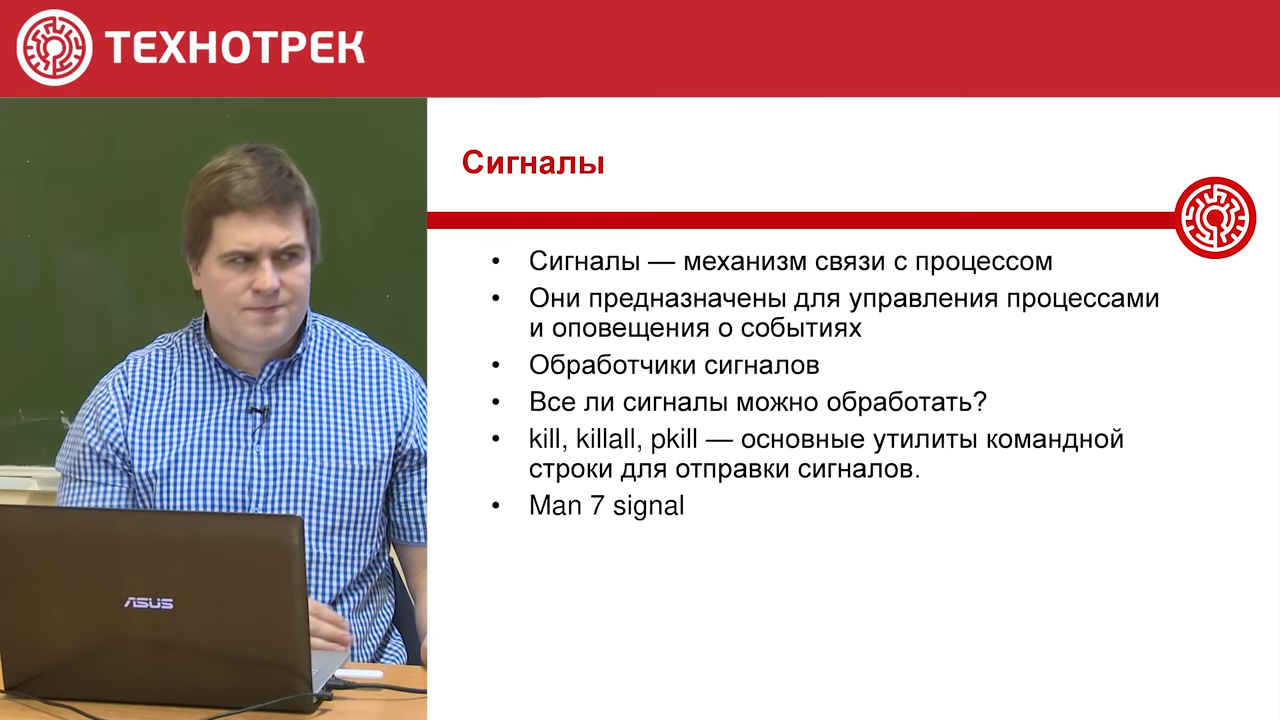 ТЕХНОТРЕК
Сигналы
• Сигналы — механизм связи с процессом
• Они предназначены для управления процессами
и оповещения о событиях
• Обработчики сигналов
• Все ли сигналы можно обработать?
• kill, killall, pkill — основные утилиты командной
строки для отправки сигналов.
• Man 7 signal
ASUS